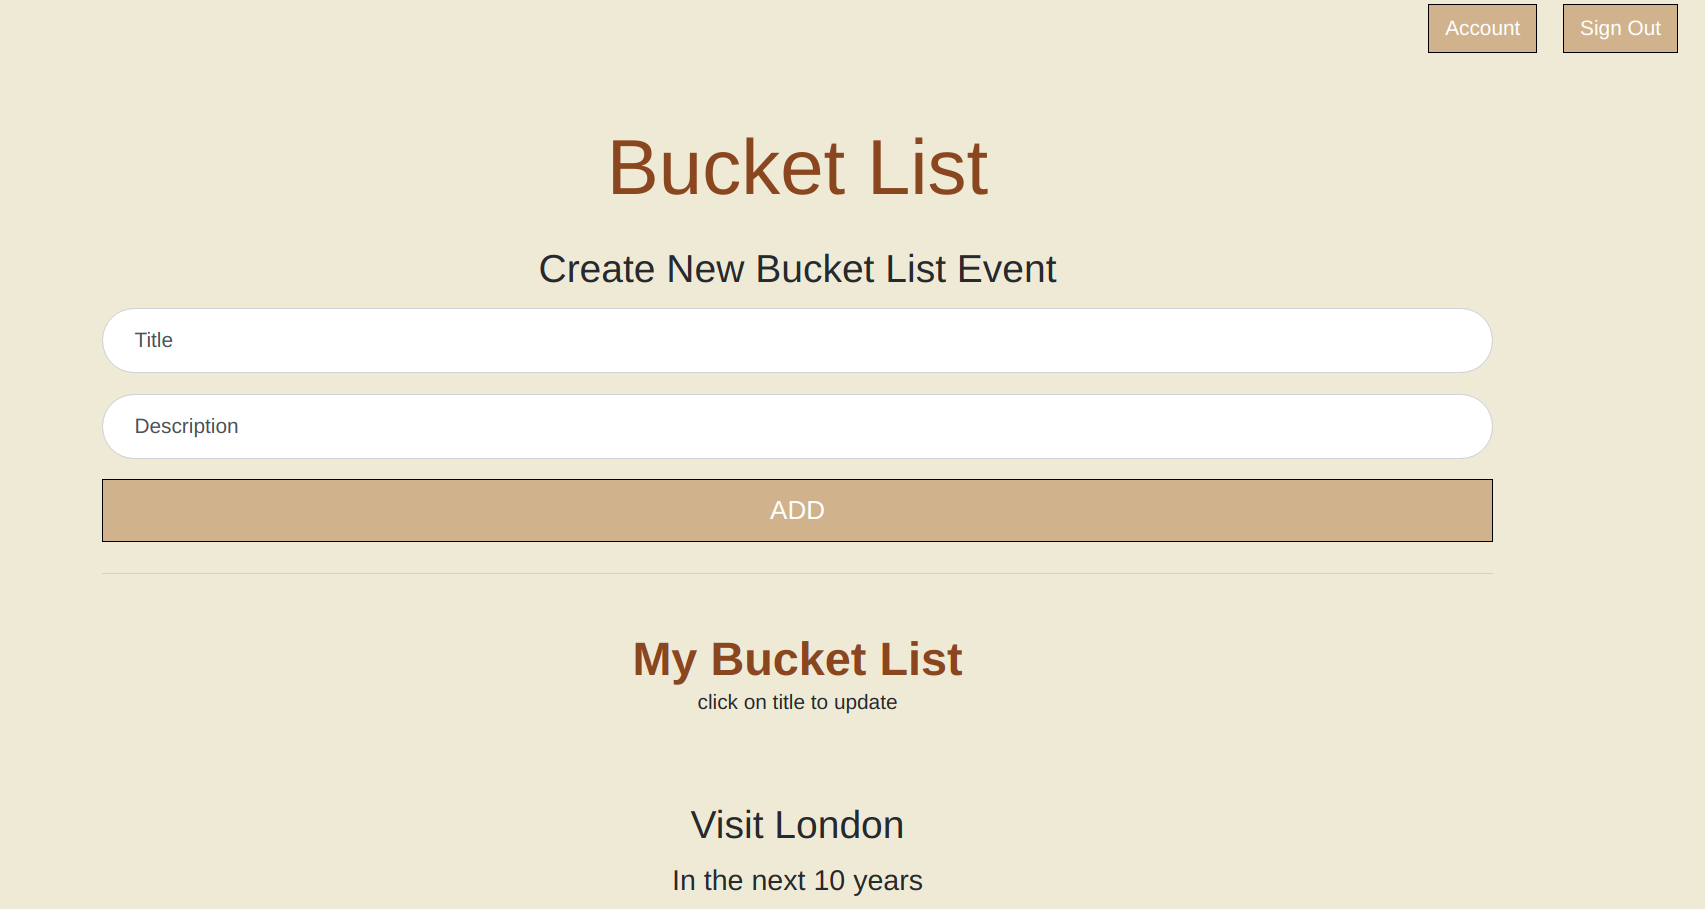 Account
Sign Out
Bucket List
Create New Bucket List Event
Title
Description
ADD
My Bucket List
click on title to update
Visit London
In the next 10 years